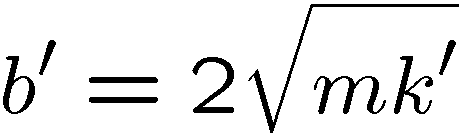 b′ = 2√(mk′)